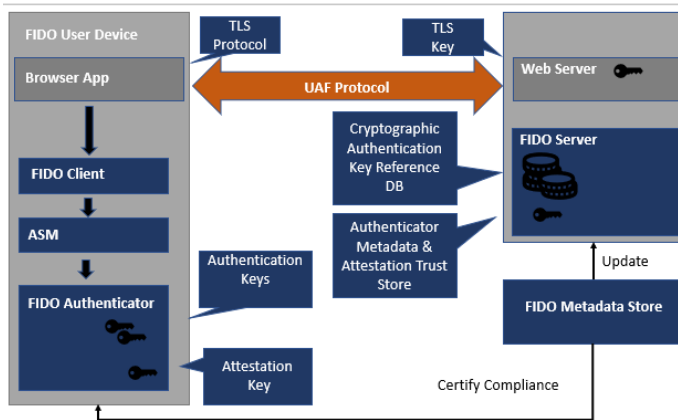 FIDO User Device
Browser App
FIDO Client
ASM
FIDO Authenticator
TLS
Protocol
TLS
Key
UAF Protocol
Web Server
Cryptographic
Authentication
Key Reference
DB
FIDO Server
Authenticator
Metadata &
Attestation Trust
Store
Authentication
Keys
Attestation
Key
Update
FIDO Metadata Store
Certify Compliance